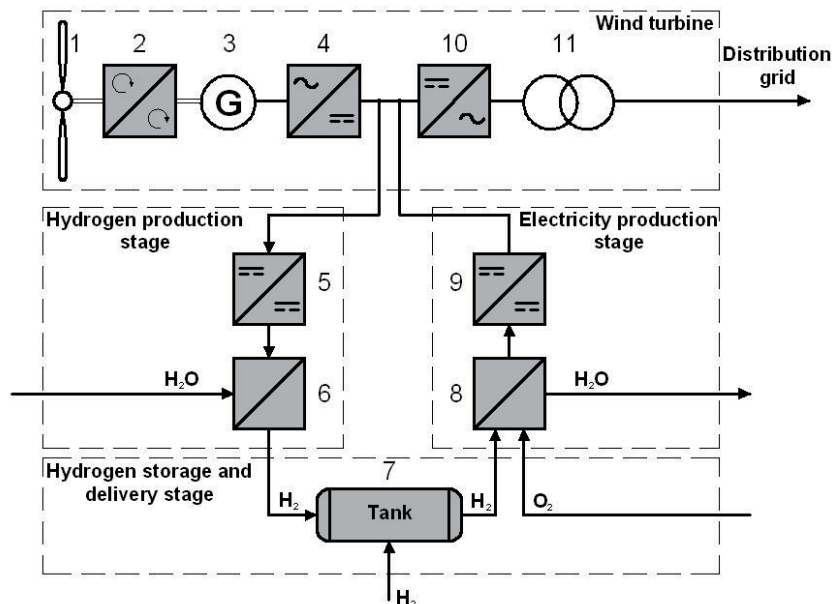 Wind turbine
1
2
3
4
10
11
Distribution
grid
G
Hydrogen production
stage
Electricity production
stage
5
9
H₂O
6
8
H₂O
Hydrogen storage and
delivery stage
7
H₂
Tank
H₂
O₂
H₂